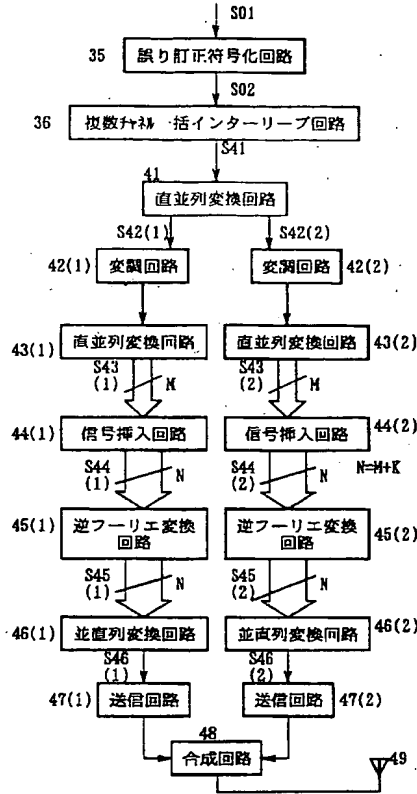 S01
35 誤り訂正符号化回路
S02
36 複数チャネル一括インターリーブ回路
S41
41
直並列変換回路
S42(1) S42(2)
42(1) 変調回路 変調回路 42(2)
43(1) 直並列変換回路 直並列変換回路 43(2)
S43(1) M S43(2) M
44(1) 信号挿入回路 信号挿入回路 44(2)
S44(1) N S44(2) N N=M+K
45(1) 逆フーリエ変換回路 逆フーリエ変換回路 45(2)
S45(1) N S45(2) N
46(1) 並直列変換回路 並直列変換回路 46(2)
S46(1) S46(2)
47(1) 送信回路 送信回路 47(2)
48
合成回路
49